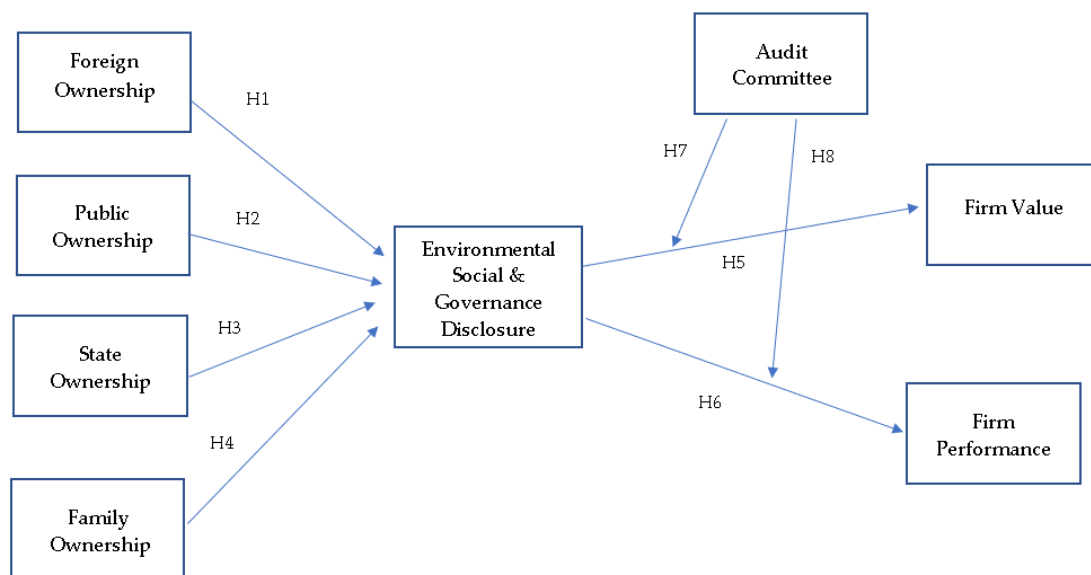 Foreign
Ownership
H1
Public
Ownership
H2
State
Ownership
H3
Family
Ownership
H4
Environmental
Social &
Governance
Disclosure
Audit
Committee
H7
H8
H5
Firm Value
H6
Firm
Performance